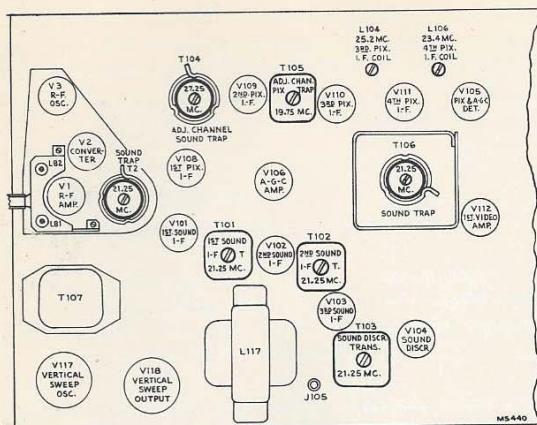 L104
25.2 MC.
3RD. PIX.
I.F. COIL
L106
23.4 MC.
4TH PIX.
I.F. COIL
T104
27.25
MC.
ADJ. CHANNEL
SOUND TRAP
V109
2ND PIX.
I-F.
T105
ADJ. CHAN.
PIX TRAP
19.75 MC.
V110
3RD PIX.
I-F.
V111
4TH PIX.
I-F.
V105
PIX & A-G-C
DET.
V3
R-F.
OSC.
V2
CONVER-
TER
L82
V1
R-F
AMP.
L81
SOUND
TRAP
T2
21.25
MC.
V108
1ST PIX.
I-F
V106
A-G-C
AMP.
T106
21.25
MC.
SOUND TRAP
V112
1ST. VIDEO
AMP.
V101
1ST. SOUND
I-F
T101
1ST SOUND
I-F T
21.25 MC.
V102
2ND SOUND
I-F
T102
2ND SOUND
I-F T.
21.25 MC.
V103
3RD SOUND
I-F
T103
SOUND DISCR.
TRANS.
21.25 MC.
V104
SOUND
DISCR.
T107
L117
J105
V117
VERTICAL
SWEEP
OSC.
V118
VERTICAL
SWEEP
OUTPUT
MS440